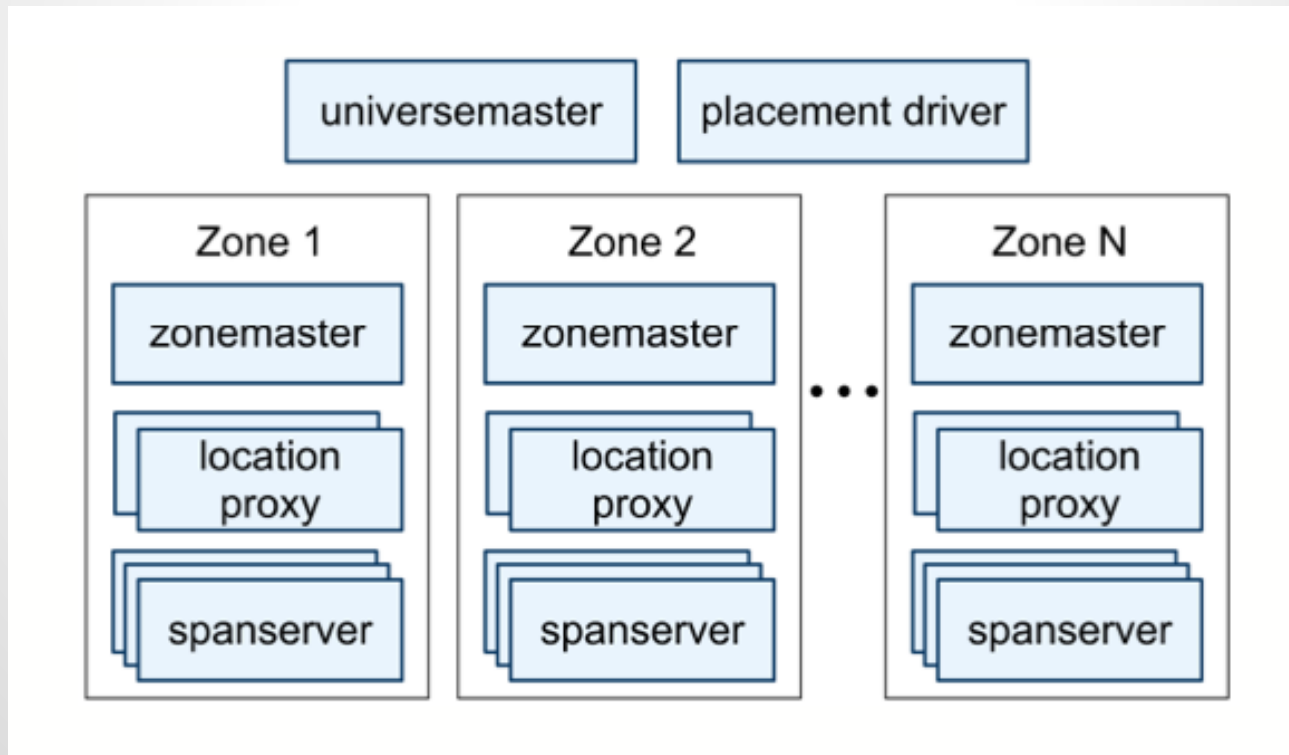 universemaster placement driver
Zone 1 Zone 2 Zone N
zonemaster zonemaster zonemaster
...
location proxy location proxy location proxy
spanserver spanserver spanserver